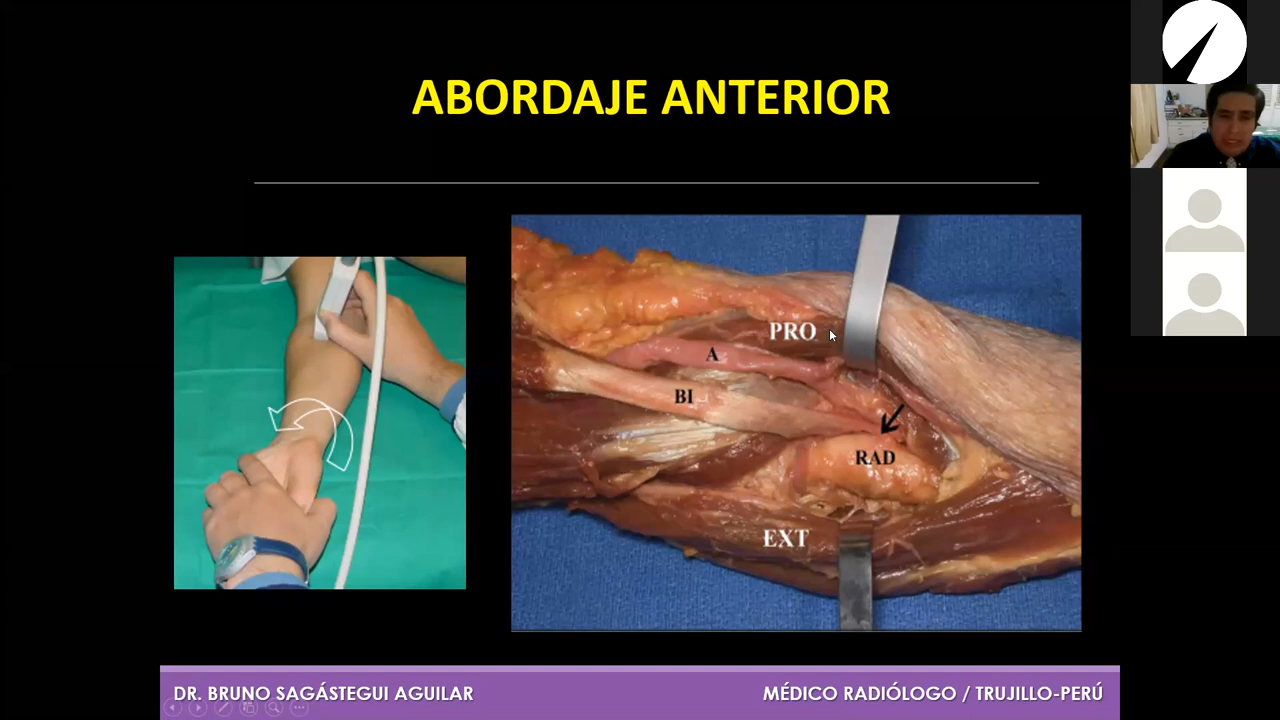 ABORDAJE ANTERIOR
PRO
A
BI
RAD
EXT
DR. BRUNO SAGÁSTEGUI AGUILAR
MÉDICO RADIÓLOGO / TRUJILLO-PERÚ